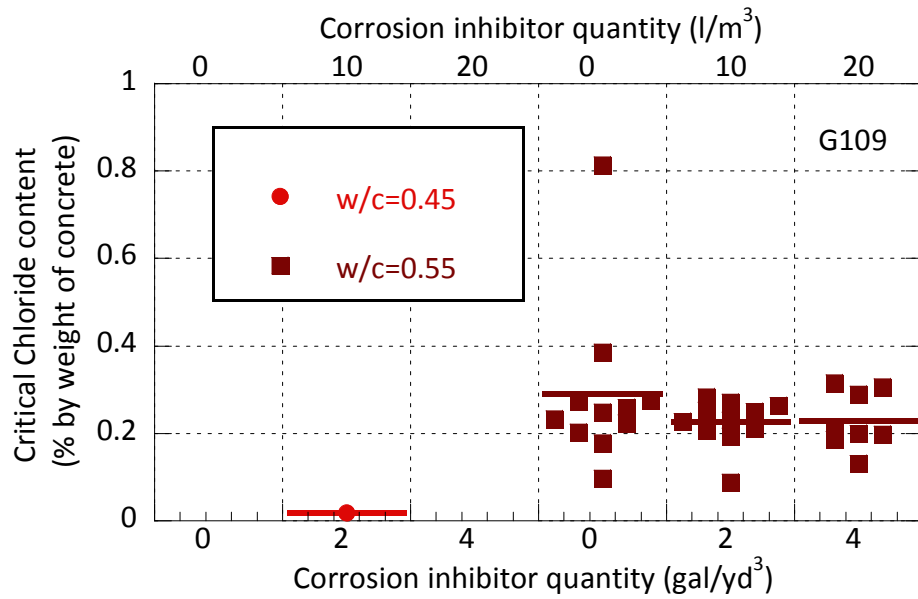 Corrosion inhibitor quantity (l/m³)
0 10 20 0 10 20
Critical Chloride content
(% by weight of concrete)
1
0.8
0.6
0.4
0.2
0
G109
w/c=0.45
w/c=0.55
0 2 4 0 2 4
Corrosion inhibitor quantity (gal/yd³)